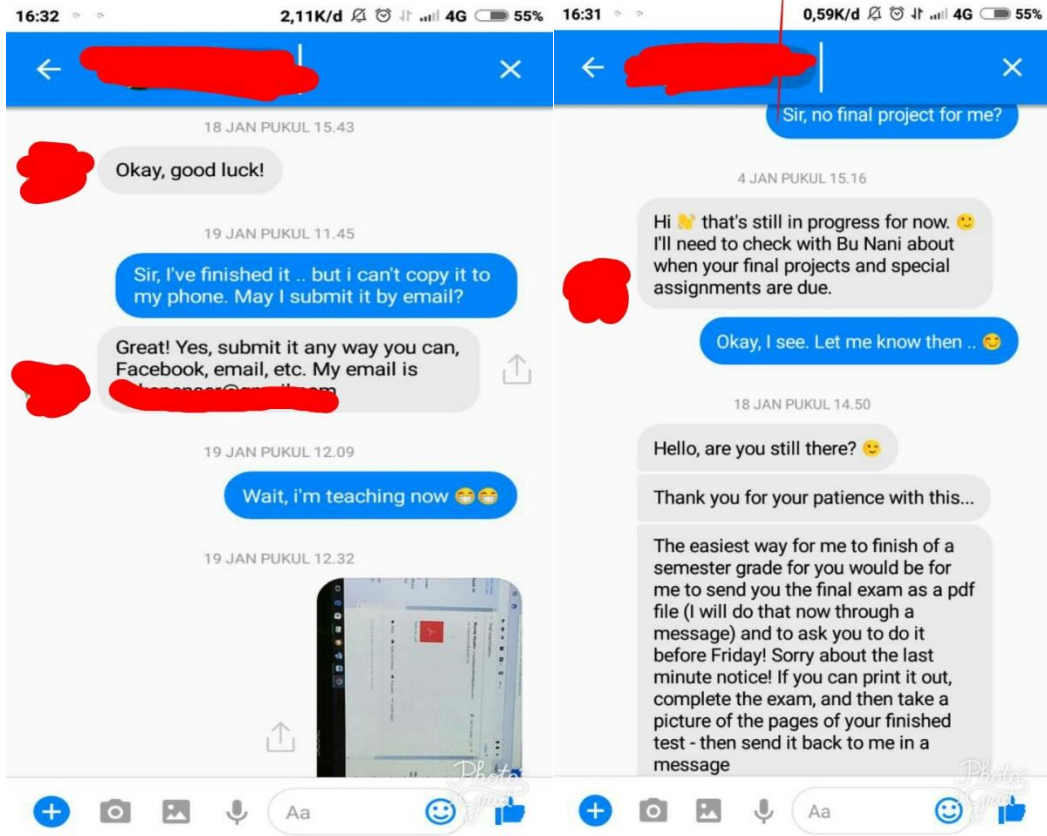 16:32
2,11K/d
4G
55%
18 JAN PUKUL 15.43
Okay, good luck!
19 JAN PUKUL 11.45
Sir, I've finished it .. but i can't copy it to
my phone. May I submit it by email?
Great! Yes, submit it any way you can,
Facebook, email, etc. My email is
19 JAN PUKUL 12.09
Wait, i'm teaching now 😁😁
19 JAN PUKUL 12.32
Aa
16:31
0,59K/d
4G
55%
Sir, no final project for me?
4 JAN PUKUL 15.16
Hi 👋 that's still in progress for now. 🙂
I'll need to check with Bu Nani about
when your final projects and special
assignments are due.
Okay, I see. Let me know then .. 😊
18 JAN PUKUL 14.50
Hello, are you still there? 😉
Thank you for your patience with this...
The easiest way for me to finish of a
semester grade for you would be for
me to send you the final exam as a pdf
file (I will do that now through a
message) and to ask you to do it
before Friday! Sorry about the last
minute notice! If you can print it out,
complete the exam, and then take a
picture of the pages of your finished
test - then send it back to me in a
message
Aa